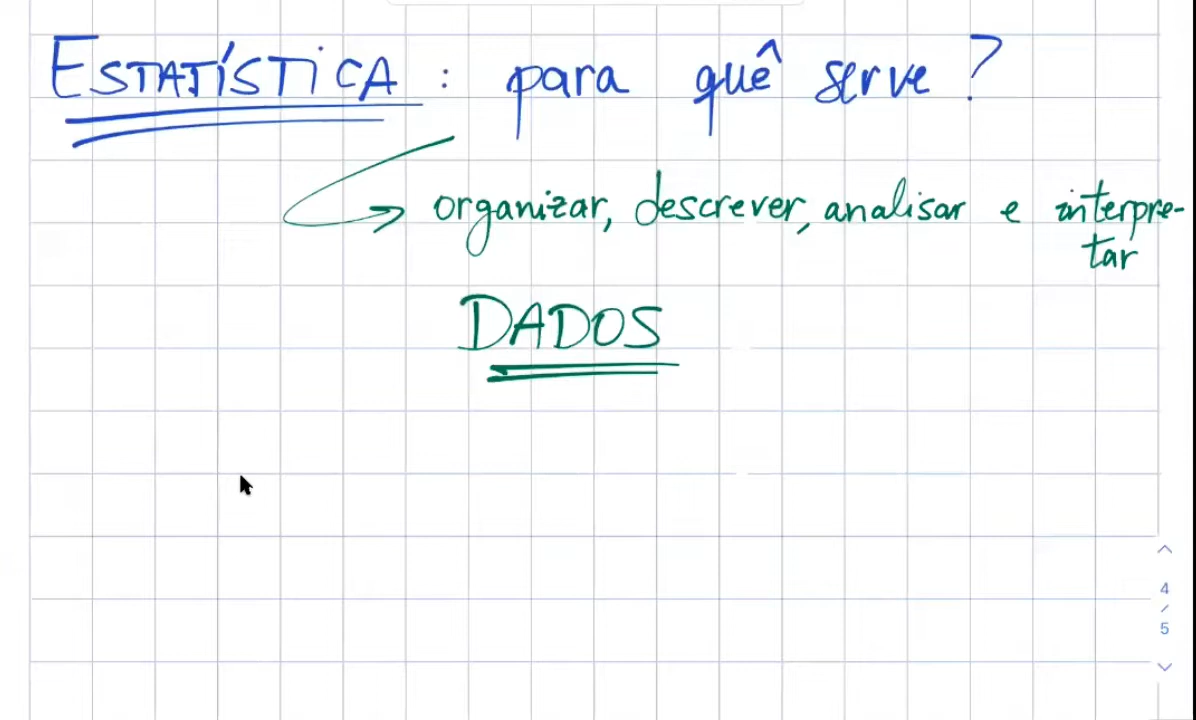 ESTATÍSTICA : para quê serve ?
organizar, descrever, analisar e interpre-
tar
DADOS
4
/
5